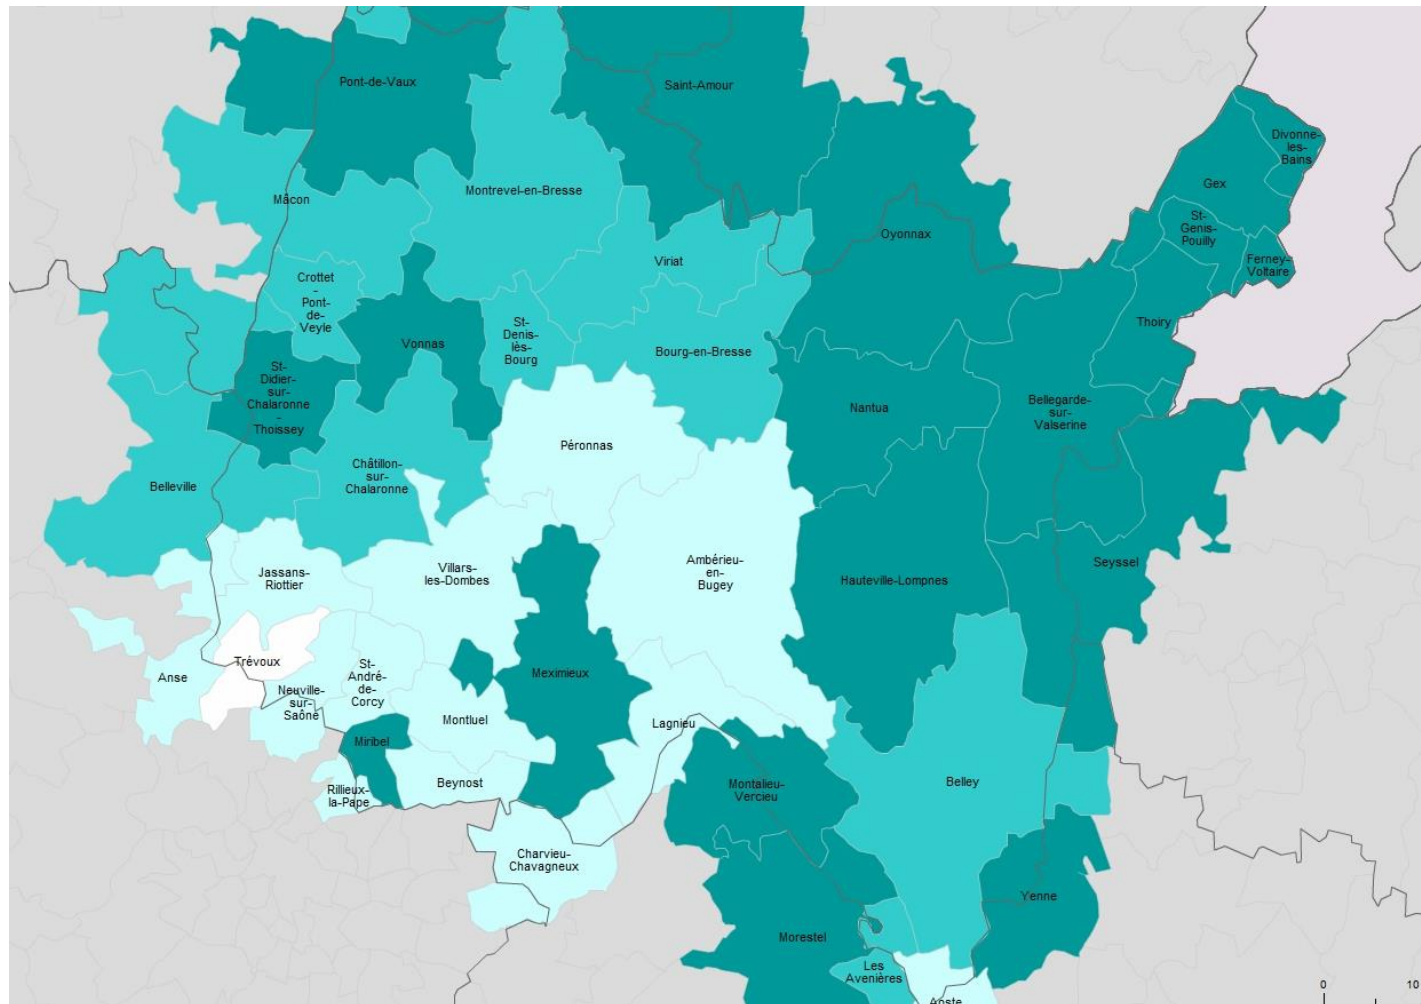 Pont-de-Vaux
Saint-Amour
Divonne-
les-
Bains
Gex
Montrevel-en-Bresse
Mâcon
St-
Genis-
Pouilly
Oyonnax
Viriat
Ferney-
Voltaire
Crottet
-
Pont-
de-
Veyle
Thoiry
Vonnas
St-
Denis-
lès-
Bourg
Bourg-en-Bresse
St-
Didier-
sur-
Chalaronne
-
Thoissey
Nantua
Bellegarde-
sur-
Valserine
Péronnas
Châtillon-
sur-
Chalaronne
Belleville
Villars-
les-Dombes
Ambérieu-
en-
Bugey
Jassans-
Riottier
Hauteville-Lompnes
Seyssel
Trévoux
Anse
St-
André-
de-
Corcy
Neuville-
sur-
Saône
Meximieux
Montluel
Lagnieu
Miribel
Rillieux-
la-Pape
Beynost
Montalieu-
Vercieu
Belley
Charvieu-
Chavagneux
Yenne
Morestel
Les
Avenières
Aoste
0 10